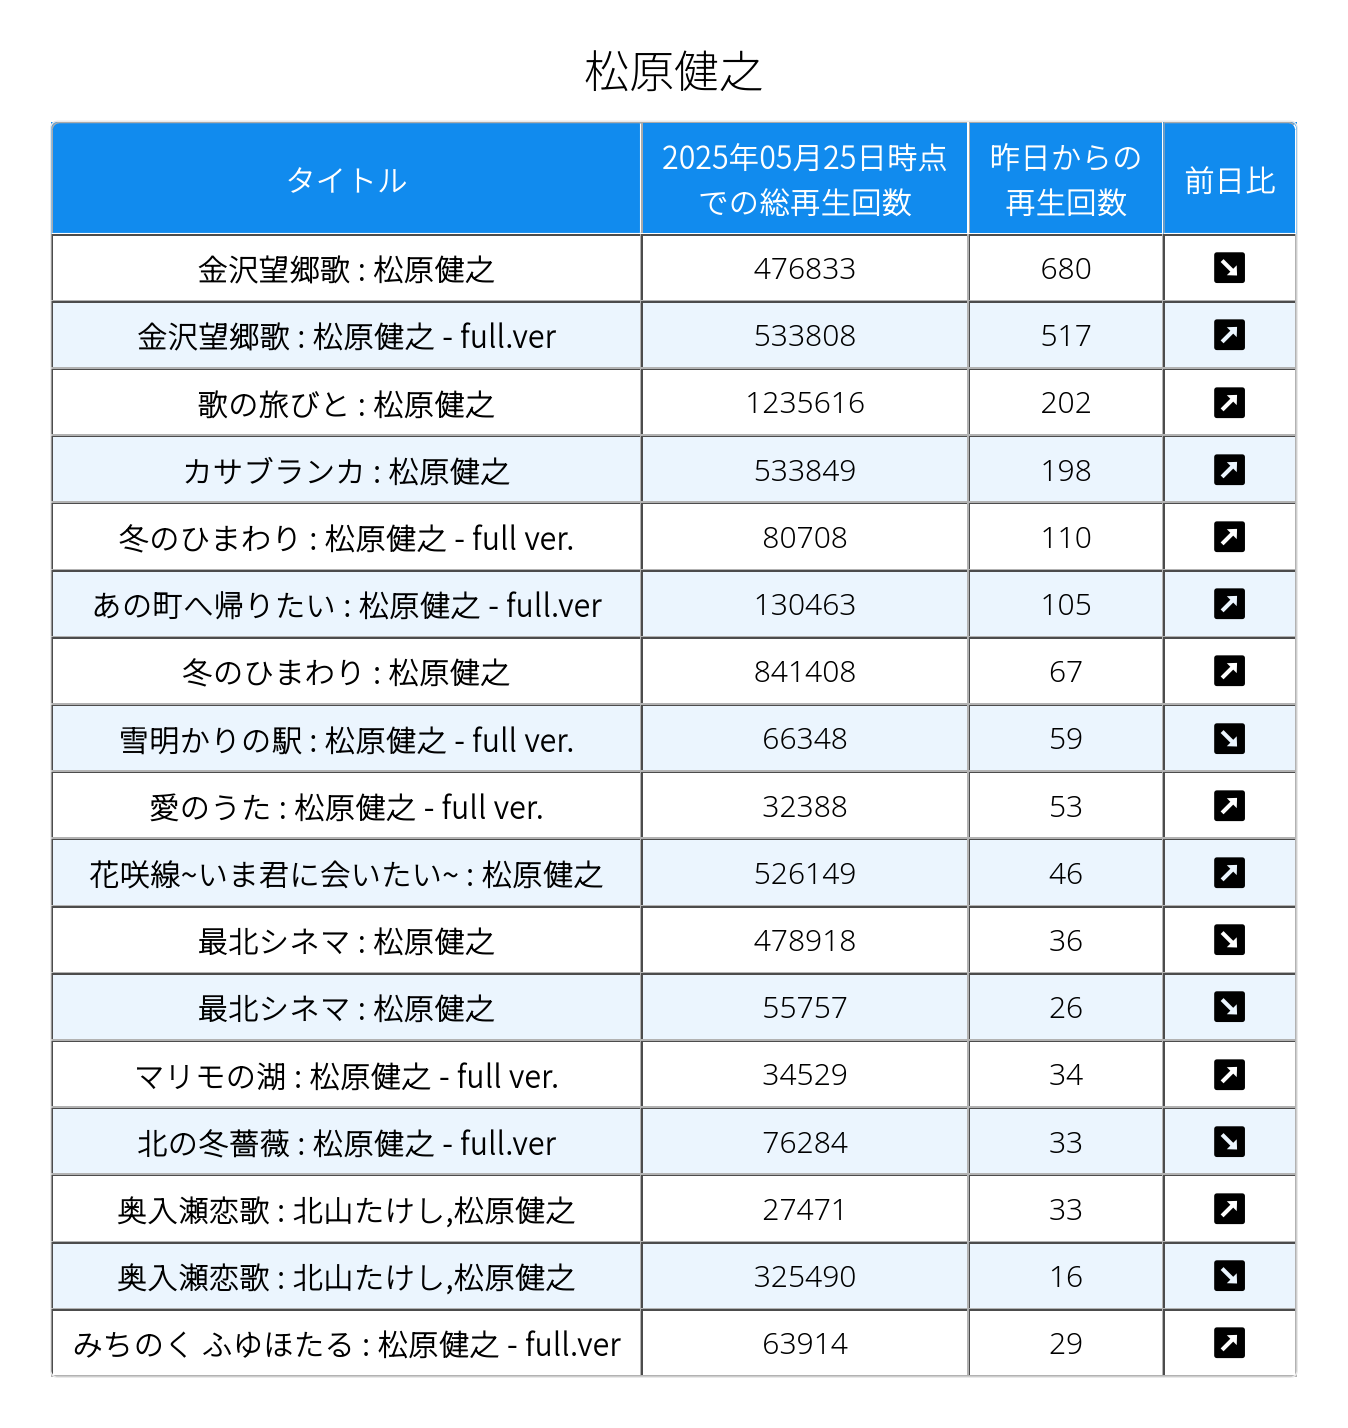 松原健之
タイトル 2025年05月25日時点での総再生回数 昨日からの再生回数 前日比
金沢望郷歌 : 松原健之 476833 680
金沢望郷歌 : 松原健之 - full.ver 533808 517
歌の旅びと : 松原健之 1235616 202
カサブランカ : 松原健之 533849 198
冬のひまわり : 松原健之 - full ver. 80708 110
あの町へ帰りたい : 松原健之 - full.ver 130463 105
冬のひまわり : 松原健之 841408 67
雪明かりの駅 : 松原健之 - full ver. 66348 59
愛のうた : 松原健之 - full ver. 32388 53
花咲線~いま君に会いたい~ : 松原健之 526149 46
最北シネマ : 松原健之 478918 36
最北シネマ : 松原健之 55757 26
マリモの湖 : 松原健之 - full ver. 34529 34
北の冬薔薇 : 松原健之 - full.ver 76284 33
奥入瀬恋歌 : 北山たけし,松原健之 27471 33
奥入瀬恋歌 : 北山たけし,松原健之 325490 16
みちのく ふゆほたる : 松原健之 - full.ver 63914 29